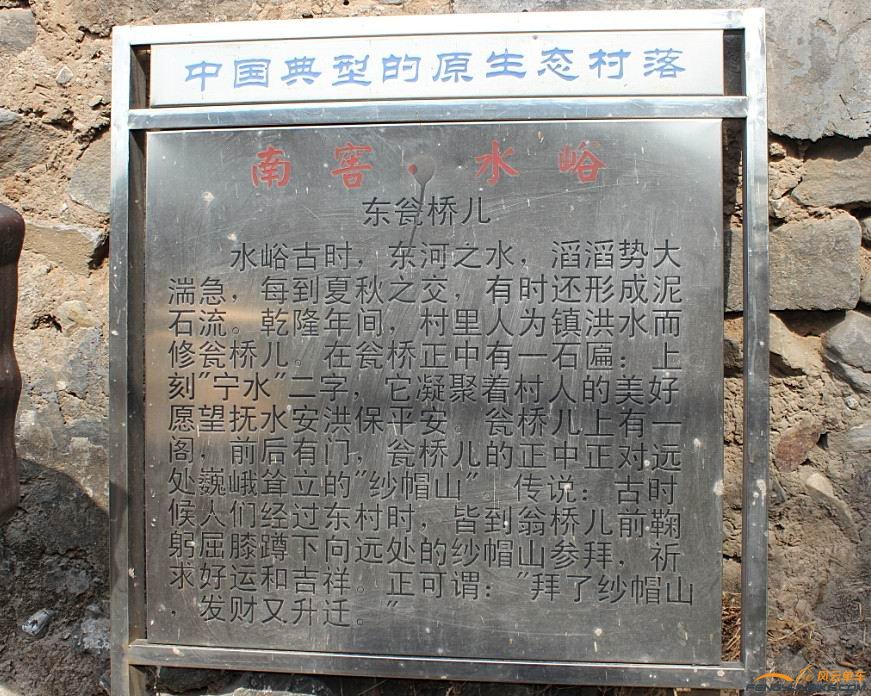 中国典型的原生态村落
南窖·水峪
东瓮桥儿
水峪古时，东河之水，滔滔势大
湍急，每到夏秋之交，有时还形成泥
石流。乾隆年间，村里人为镇洪水而
修瓮桥儿。在瓮桥正中有一石匾：上
刻"宁水"二字，它凝聚着村人的美好
愿望抚水安洪保平安。瓮桥儿上有一
阁，前后有门，瓮桥儿的正中正对远
处巍峨耸立的"纱帽山"。传说：古时
候人们经过东村时，皆到翁桥儿前鞠
躬屈膝蹲下向远处的纱帽山参拜，祈
求好运和吉祥。正可谓："拜了纱帽山
，发财又升迁。"
风云单车
FENGYUNBIKE.COM